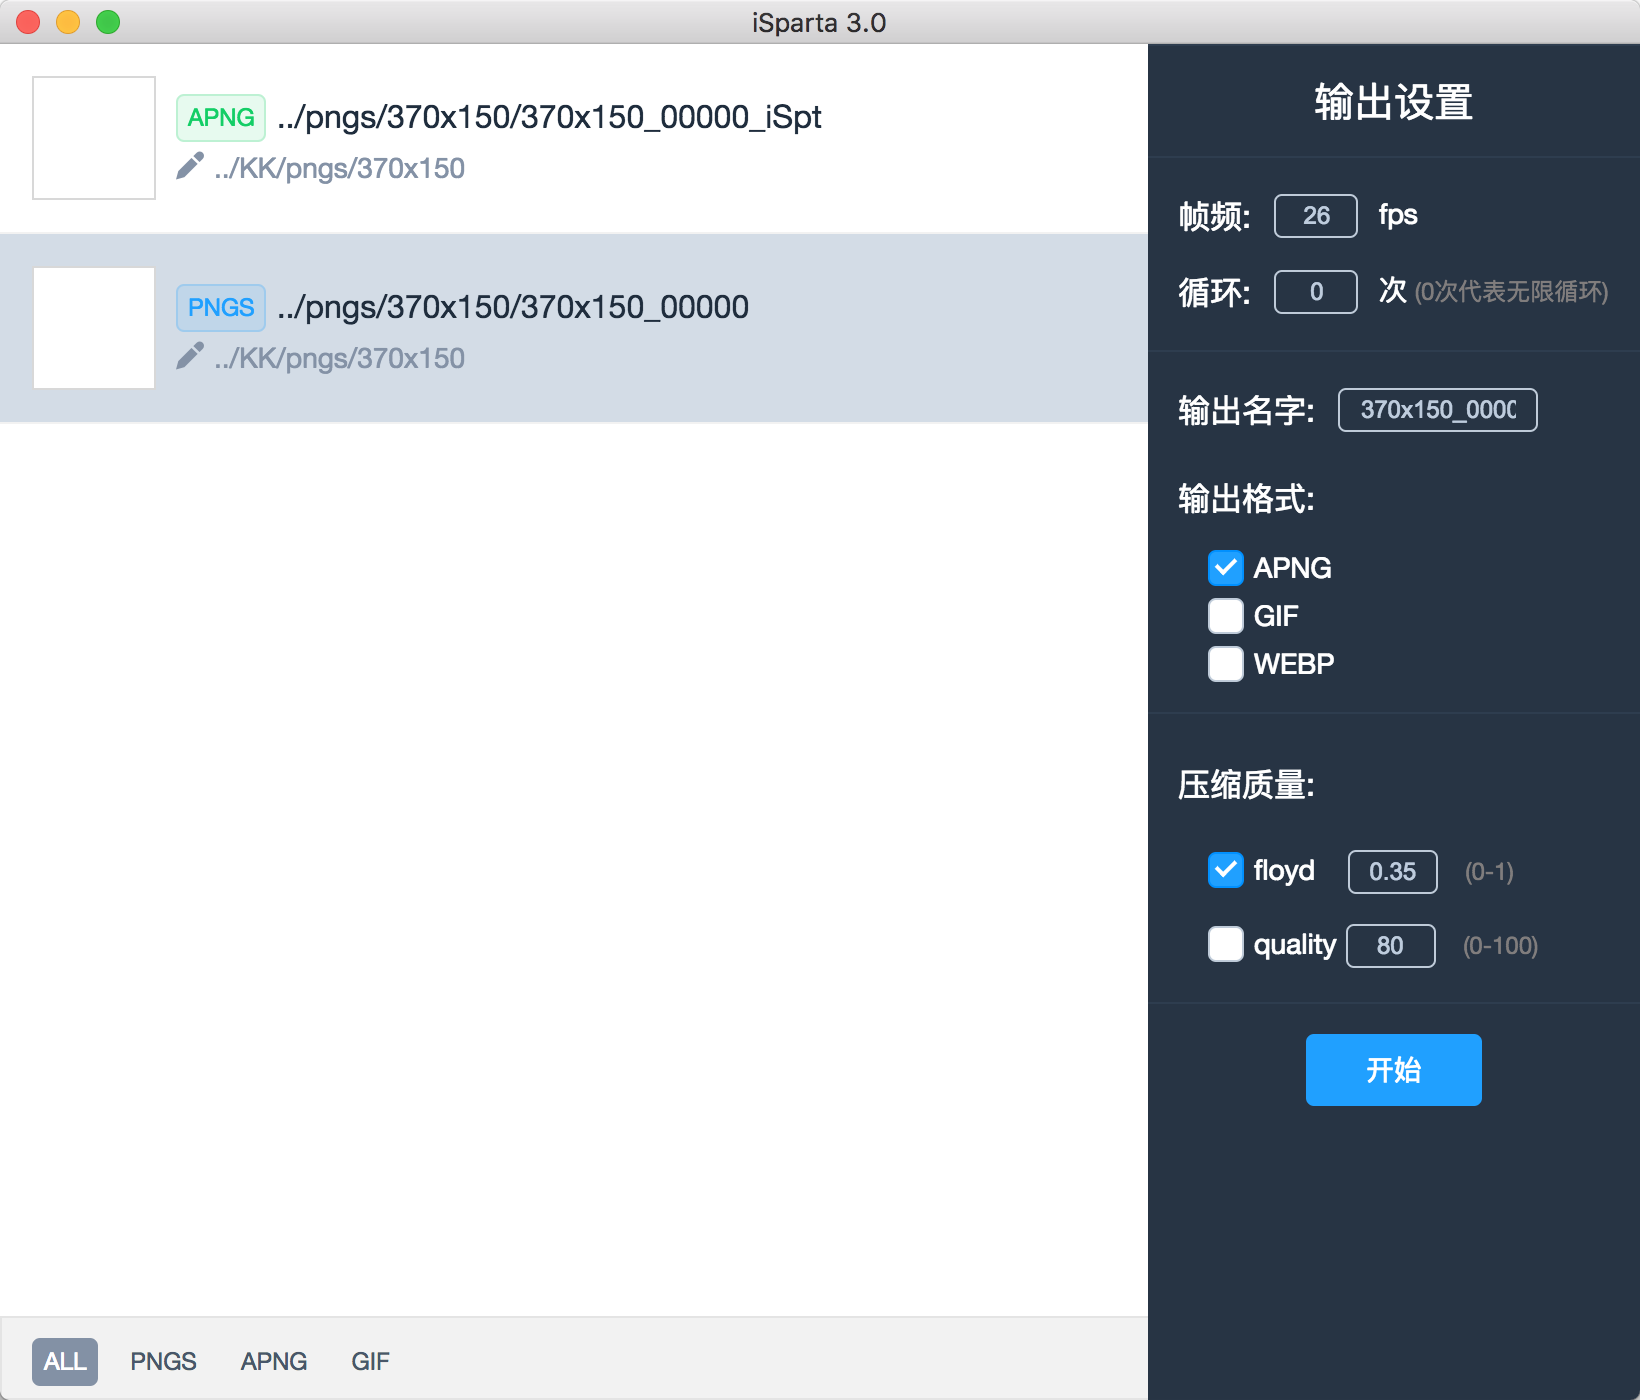 iSparta 3.0
APNG ../pngs/370x150/370x150_00000_iSpt
../KK/pngs/370x150
PNGS ../pngs/370x150/370x150_00000
../KK/pngs/370x150
ALL PNGS APNG GIF
输出设置
帧频: 26 fps
循环: 0 次 (0次代表无限循环)
输出名字: 370x150_0000
输出格式:
APNG
GIF
WEBP
压缩质量:
floyd 0.35 (0-1)
quality 80 (0-100)
开始